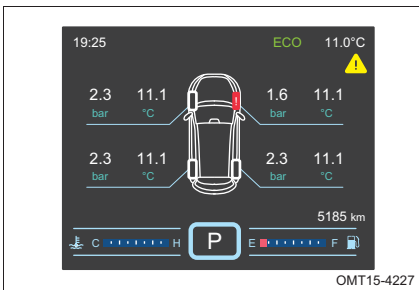 19:25 ECO 11.0°C
2.3 11.1 1.6 11.1
bar °C bar °C
2.3 11.1 2.3 11.1
bar °C bar °C
5185 km
C H P E F
OMT15-4227